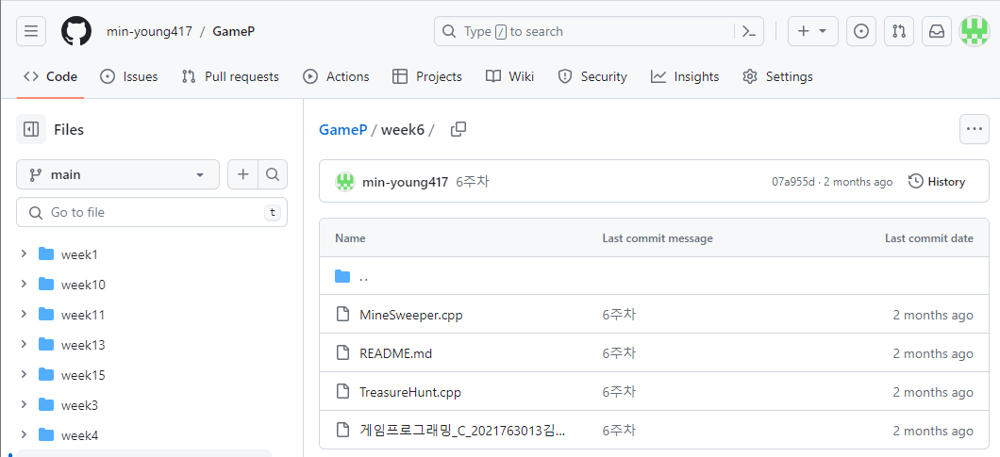 min-young417 / GameP
Type / to search
Code Issues Pull requests Actions Projects Wiki Security Insights Settings
Files
main
Go to file t
week1
week10
week11
week13
week15
week3
week4
GameP / week6 /
min-young417 6주차 07a955d · 2 months ago History
Name Last commit message Last commit date
..
MineSweeper.cpp 6주차 2 months ago
README.md 6주차 2 months ago
TreasureHunt.cpp 6주차 2 months ago
게임프로그래밍_C_2021763013김... 6주차 2 months ago